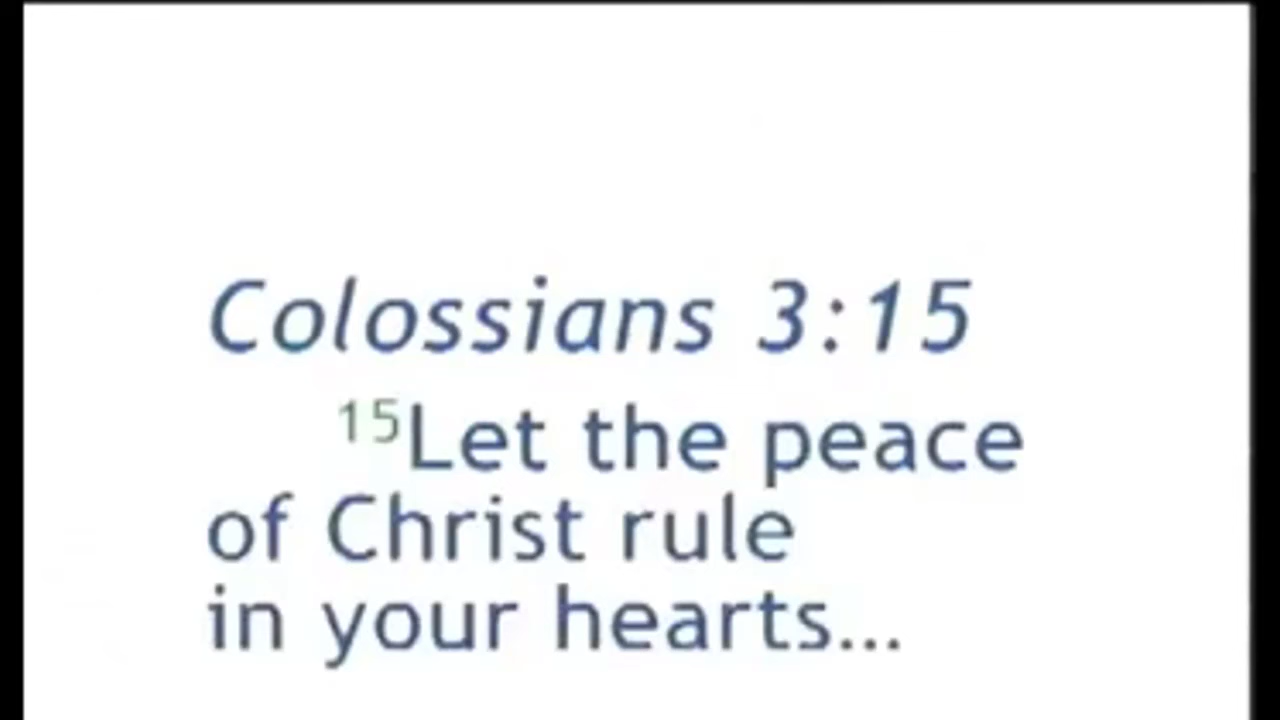 Colossians 3:15
15Let the peace
of Christ rule
in your hearts...